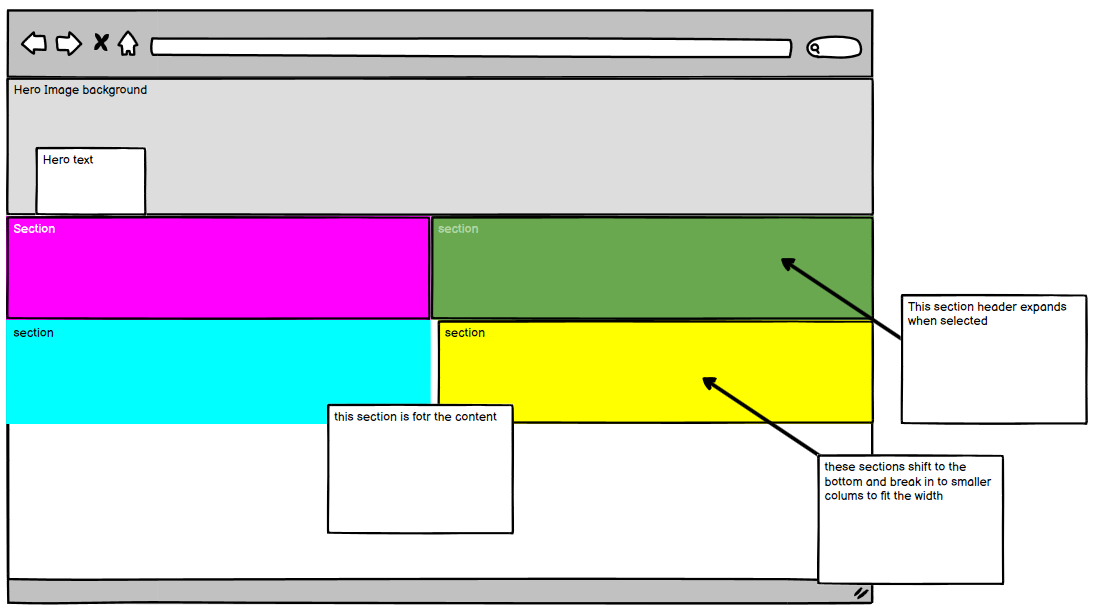 Hero Image background
Hero text
Section
section
This section header expands
when selected
section
section
this section is fotr the content
these sections shift to the
bottom and break in to smaller
colums to fit the width